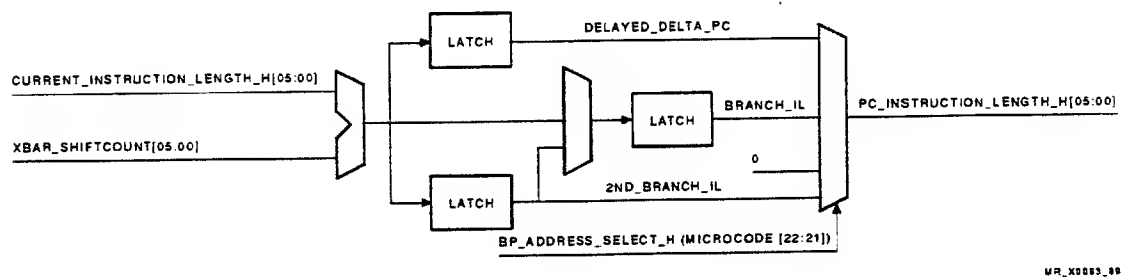 DELAYED_DELTA_PC
LATCH
CURRENT_INSTRUCTION_LENGTH_H[05:00]
BRANCH_IL
PC_INSTRUCTION_LENGTH_H[05:00]
LATCH
XBAR_SHIFTCOUNT[05.00]
0
2ND_BRANCH_IL
LATCH
BP_ADDRESS_SELECT_H (MICROCODE [22:21])
MR_X0083_89